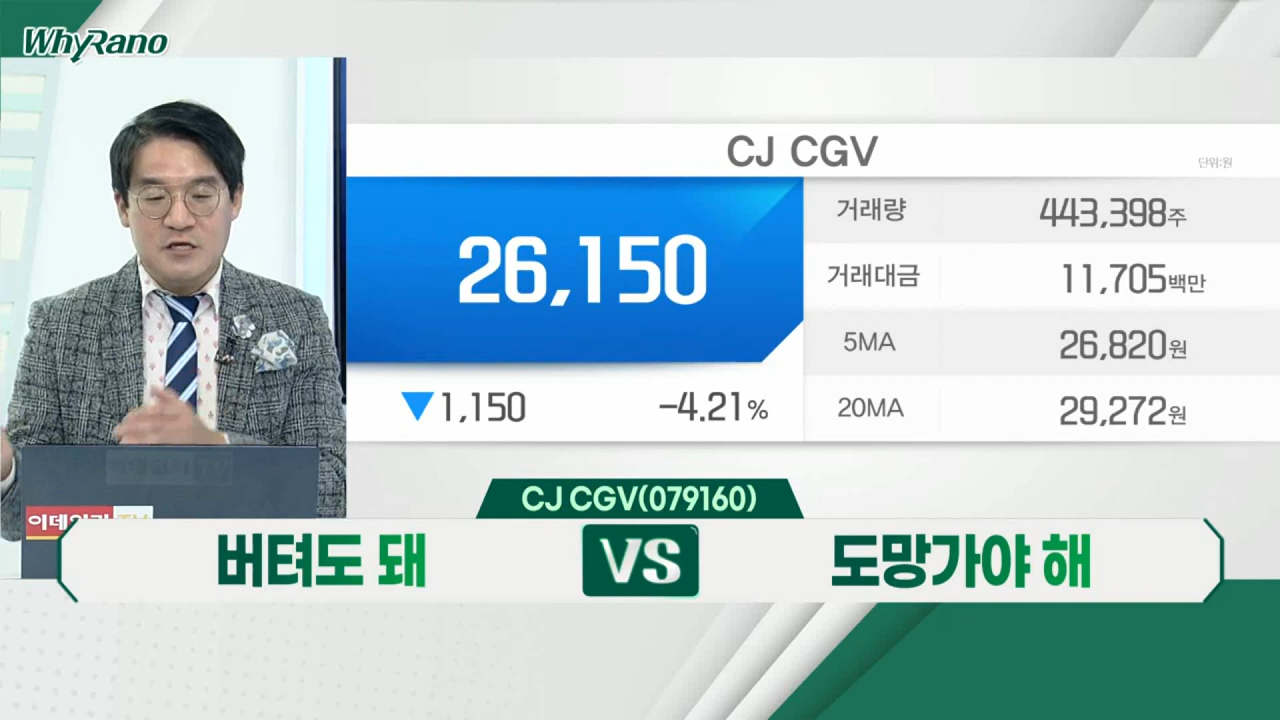 WhyRano
CJ CGV
단위:원
26,150
▼1,150 -4.21%
거래량 443,398주
거래대금 11,705백만
5MA 26,820원
20MA 29,272원
CJ CGV(079160)
버텨도 돼 VS 도망가야 해